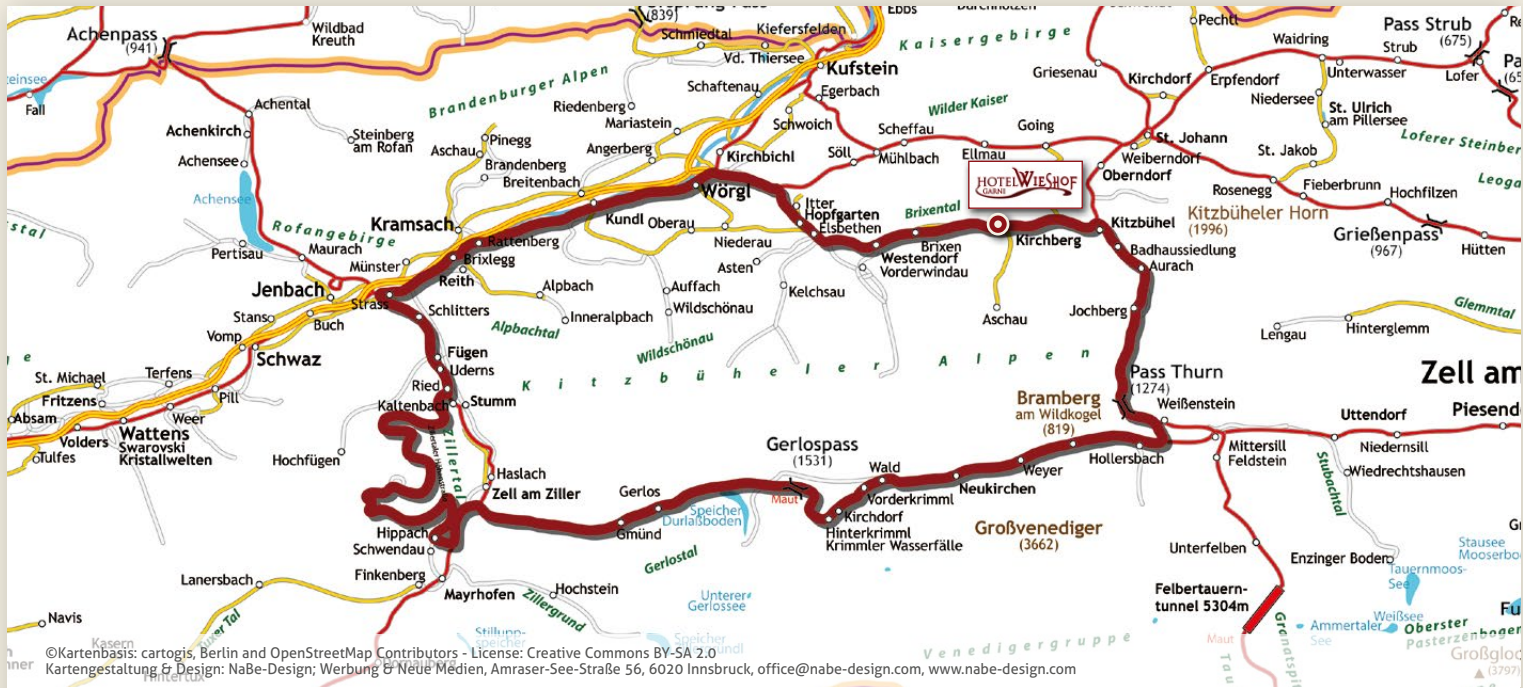 Achenpass
(941)
Wildbad
Kreuth
(839)
Schmiedtal
Kiefersfelden
Ebbs
Vd. Thiersee
Kaisergebirge
Pechtl
Waidring
Pass Strub
(675)
Strub
Unterwasser
Lofer
Fall
Achental
Brandenburger Alpen
Schaftenau
Kufstein
Egerbach
Griesenau
Kirchdorf
Erpfendorf
Niedersee
St. Ulrich
am Pillersee
Riedenberg
Wilder Kaiser
Achenkirch
Steinberg
am Rofan
Mariastein
Schwoich
Scheffau
Going
St. Johann
Loferer Steinber
Pinegg
Aschau
Angerberg
Kirchbichl
Söll
Mühlbach
Ellmau
Weiberndorf
St. Jakob
Achensee
Brandenberg
Breitenbach
Oberndorf
Achensee
Wörgl
HOTEL WIESHOF
GARNI
Rosenegg
Fieberbrunn
Hochfilzen
Leoga
Kramsach
Kundl
Oberau
Itter
Hopfgarten
Elsbethen
Brixental
Kitzbühel
Kitzbüheler Horn
(1996)
Grießenpass
(967)
Hütten
Rofangebirge
Maurach
Pertisau
Rattenberg
Niederau
Brixen
Kirchberg
Badhaussiedlung
Aurach
Münster
Brixlegg
Reith
Asten
Westendorf
Vorderwindau
Jenbach
Strass
Alpbach
Auffach
Kelchsau
Stans
Buch
Schlitters
Inneralpbach
Wildschönau
Aschau
Jochberg
Glemmtal
Hinterglemm
Lengau
Vomp
Alpbachtal
Wildschönau
Schwaz
Fügen
Uderns
Kitzbüheler Alpen
Pass Thurn
(1274)
Zell am
St. Michael
Terfens
Ried
Fritzens
Pill
Kaltenbach
Stumm
Bramberg
am Wildkogel
(819)
Weißenstein
Uttendorf
Piesend
Absam
Weer
Volders
Wattens
Swarovski
Kristallwelten
Zillertal
Gerlospass
(1531)
Mittersill
Feldstein
Niedernsill
Tulfes
Hochfügen
Haslach
Wald
Weyer
Hollersbach
Stubachtal
Wiedrechtshausen
Zell am Ziller
Gerlos
Maut
Vorderkrimml
Neukirchen
Speicher
Durlaßboden
Kirchdorf
Hippach
Gmünd
Hinterkrimml
Krimmler Wasserfälle
Großvenediger
(3662)
Schwendau
Gerlostal
Unterfelben
Enzinger Boden
Stausee
Mooserbo
Lanersbach
Finkenberg
Mayrhofen
Hochstein
Zillergrund
Unterer
Gerlossee
Felbertauern-
tunnel 5304m
Tauernmoos-
See
Weißsee
Navis
Ammertaler
See
Oberster
Kasern
Stillupp-
speicher
Speicher
Gmünd
Venedigergruppe
Maut
Großgloc
(3797)
©Kartenbasis: cartogis, Berlin and OpenStreetMap Contributors - License: Creative Commons BY-SA 2.0
Kartengestaltung & Design: NaBe-Design; Werbung & Neue Medien, Amraser-See-Straße 56, 6020 Innsbruck, office@nabe-design.com, www.nabe-design.com